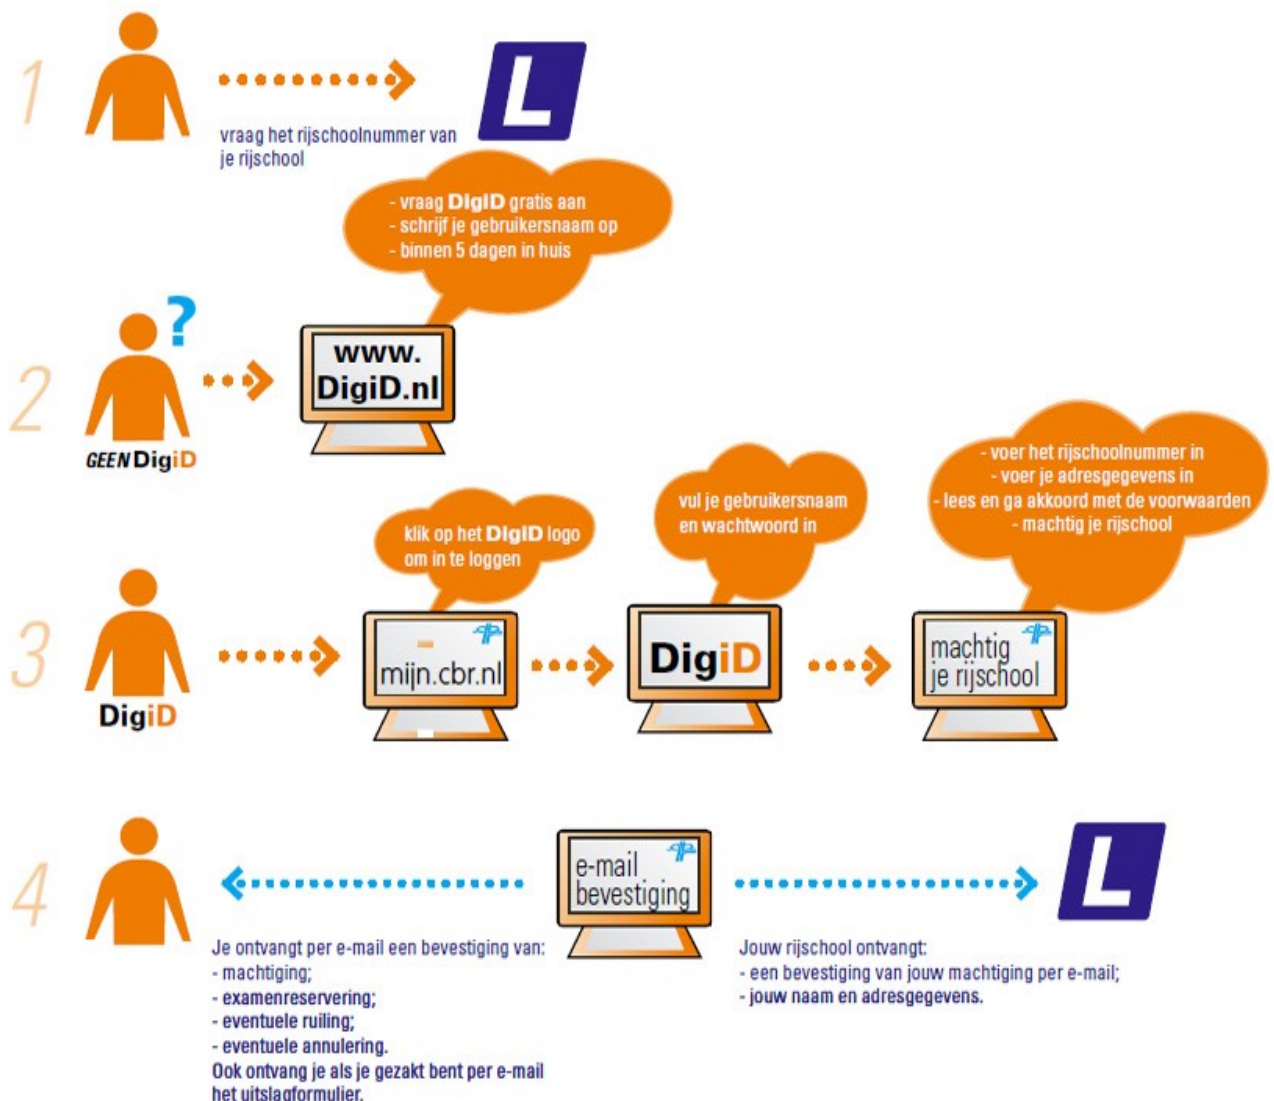 1
L
vraag het rijschoolnummer van
je rijschool
- vraag DigiD gratis aan
- schrijf je gebruikersnaam op
- binnen 5 dagen in huis
2
?
GEEN DigiD
www.
DigiD.nl
3
DigiD
klik op het DigiD logo
om in te loggen
mijn.cbr.nl
vul je gebruikersnaam
en wachtwoord in
DigiD
- voer het rijschoolnummer in
- voer je adresgegevens in
- lees en ga akkoord met de voorwaarden
- machtig je rijschool
machtig
je rijschool
4
e-mail
bevestiging
L
Je ontvangt per e-mail een bevestiging van:
- machtiging;
- examenreservering;
- eventuele ruiling;
- eventuele annulering.
Ook ontvang je als je gezakt bent per e-mail
het uitslagformulier.
Jouw rijschool ontvangt:
- een bevestiging van jouw machtiging per e-mail;
- jouw naam en adresgegevens.